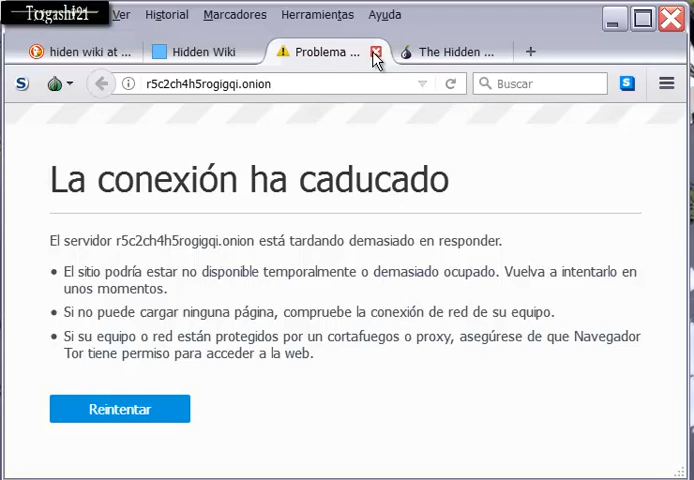 Togashi21
Ver Historial Marcadores Herramientas Ayuda
hiden wiki at ... Hidden Wiki Problema ... The Hidden ...
r5c2ch4h5rogigqi.onion Buscar
La conexión ha caducado
El servidor r5c2ch4h5rogigqi.onion está tardando demasiado en responder.
• El sitio podría estar no disponible temporalmente o demasiado ocupado. Vuelva a intentarlo en
unos momentos.
• Si no puede cargar ninguna página, compruebe la conexión de red de su equipo.
• Si su equipo o red están protegidos por un cortafuegos o proxy, asegúrese de que Navegador
Tor tiene permiso para acceder a la web.
Reintentar